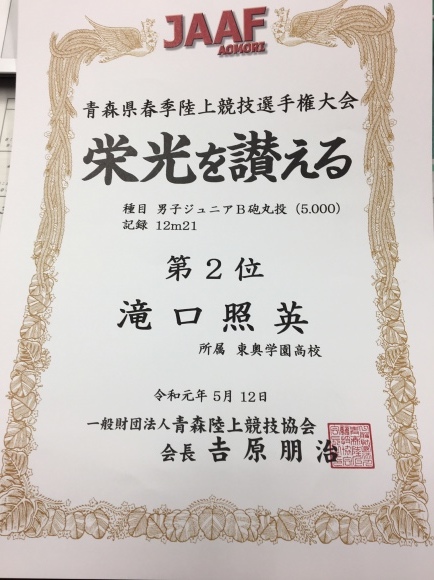 JAAF
AOMORI
青森県春季陸上競技選手権大会
栄光を讃える
種目 男子ジュニアB砲丸投 (5.000)
記録 12m21
第2位
滝口照英
所属 東奥学園高校
令和元年5月12日
一般財団法人青森陸上競技協会
会長 𠮷原朋治